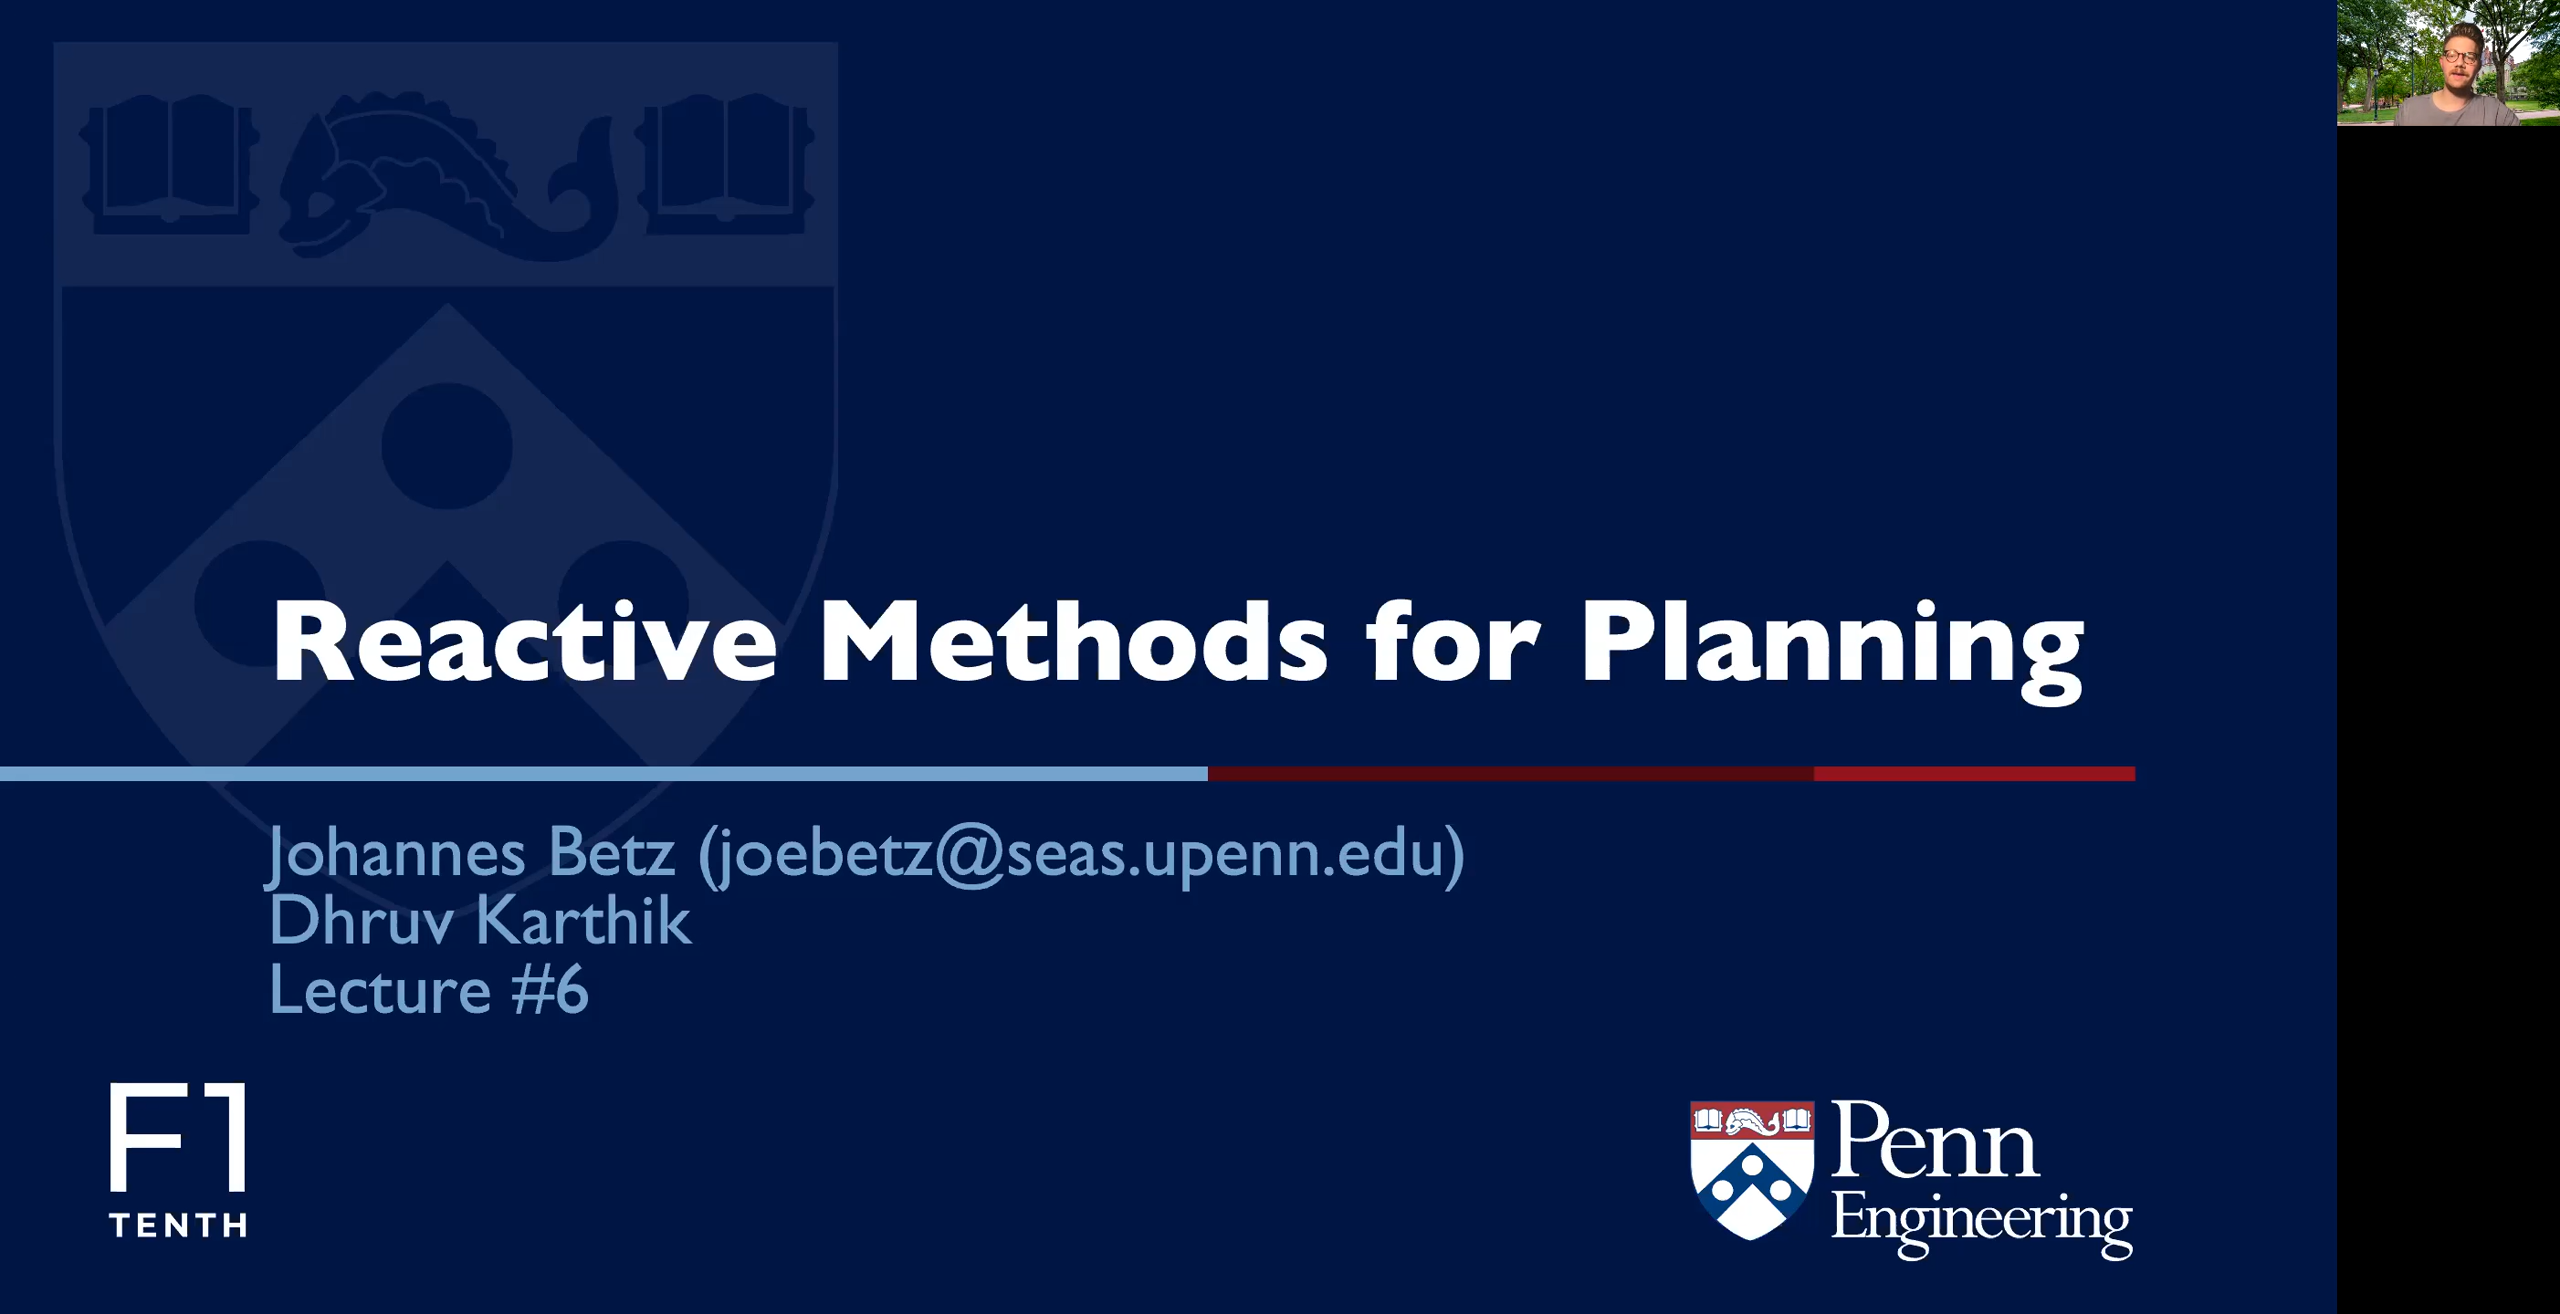 Reactive Methods for Planning
Johannes Betz (joebetz@seas.upenn.edu)
Dhruv Karthik
Lecture #6
F1
TENTH
Penn
Engineering